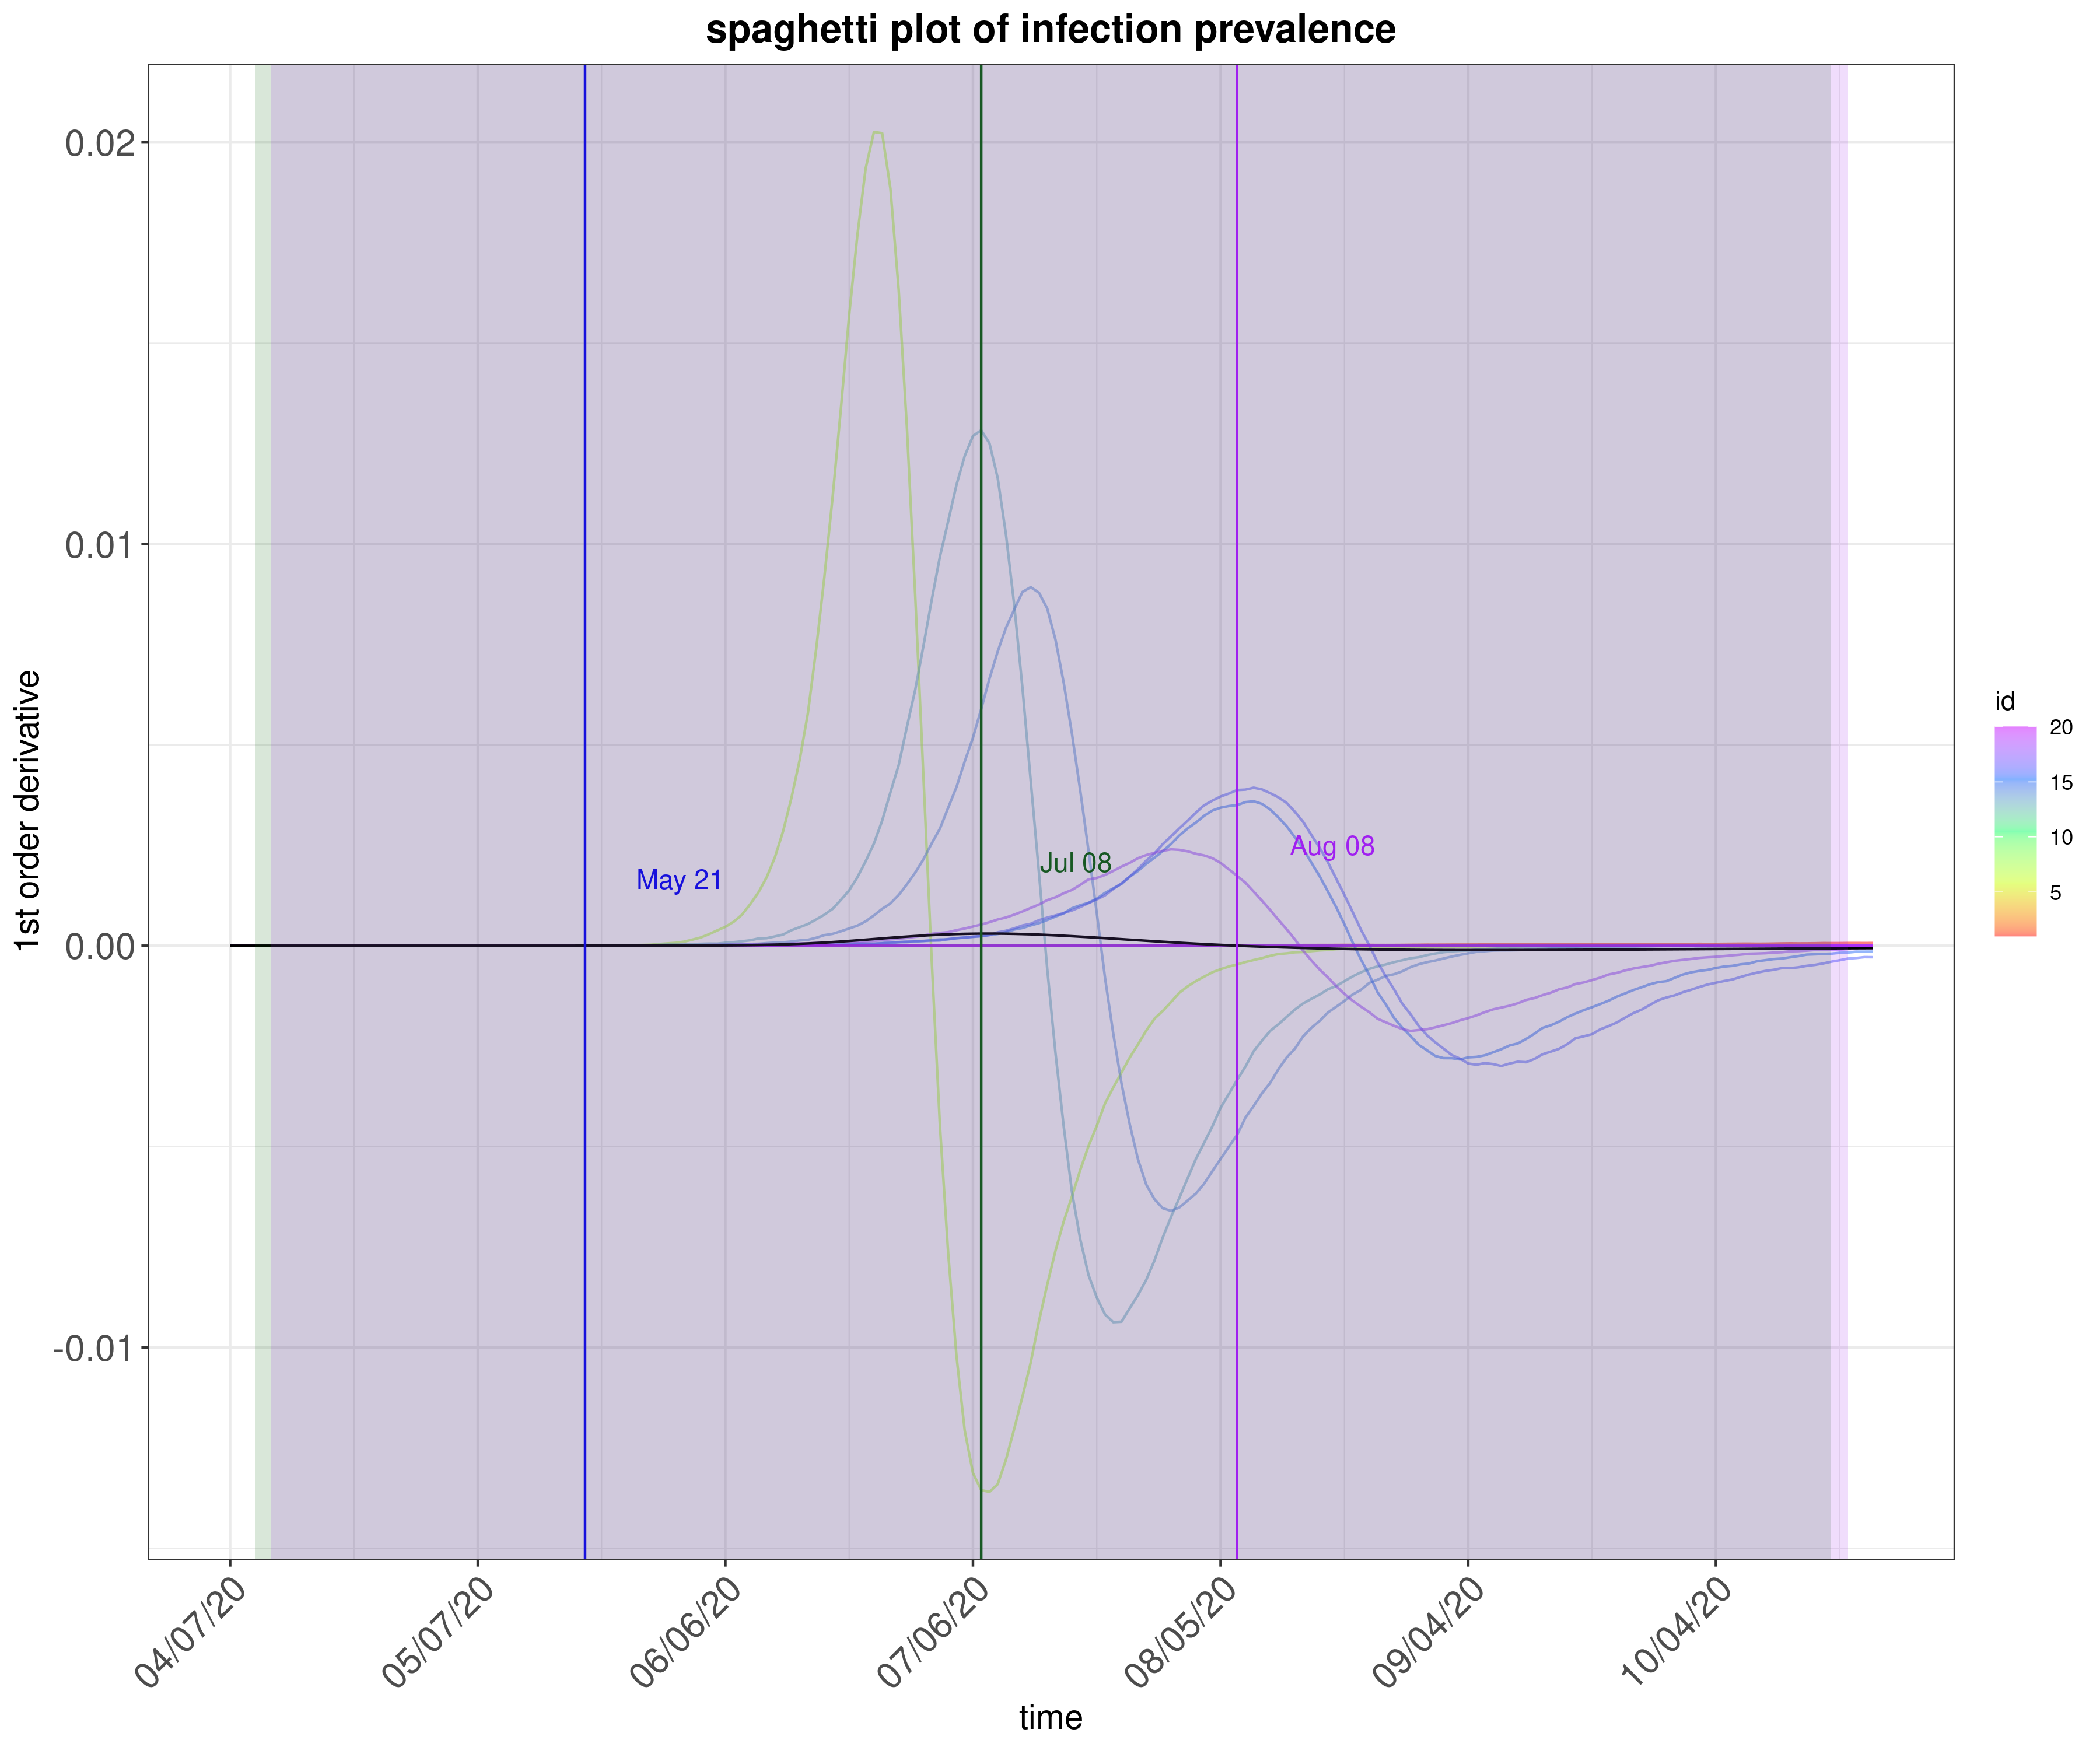 spaghetti plot of infection prevalence
1st order derivative
0.02
0.01
0.00
-0.01
May 21
Jul 08
Aug 08
04/07/20
05/07/20
06/06/20
07/06/20
08/05/20
09/04/20
10/04/20
time
id
20
15
10
5